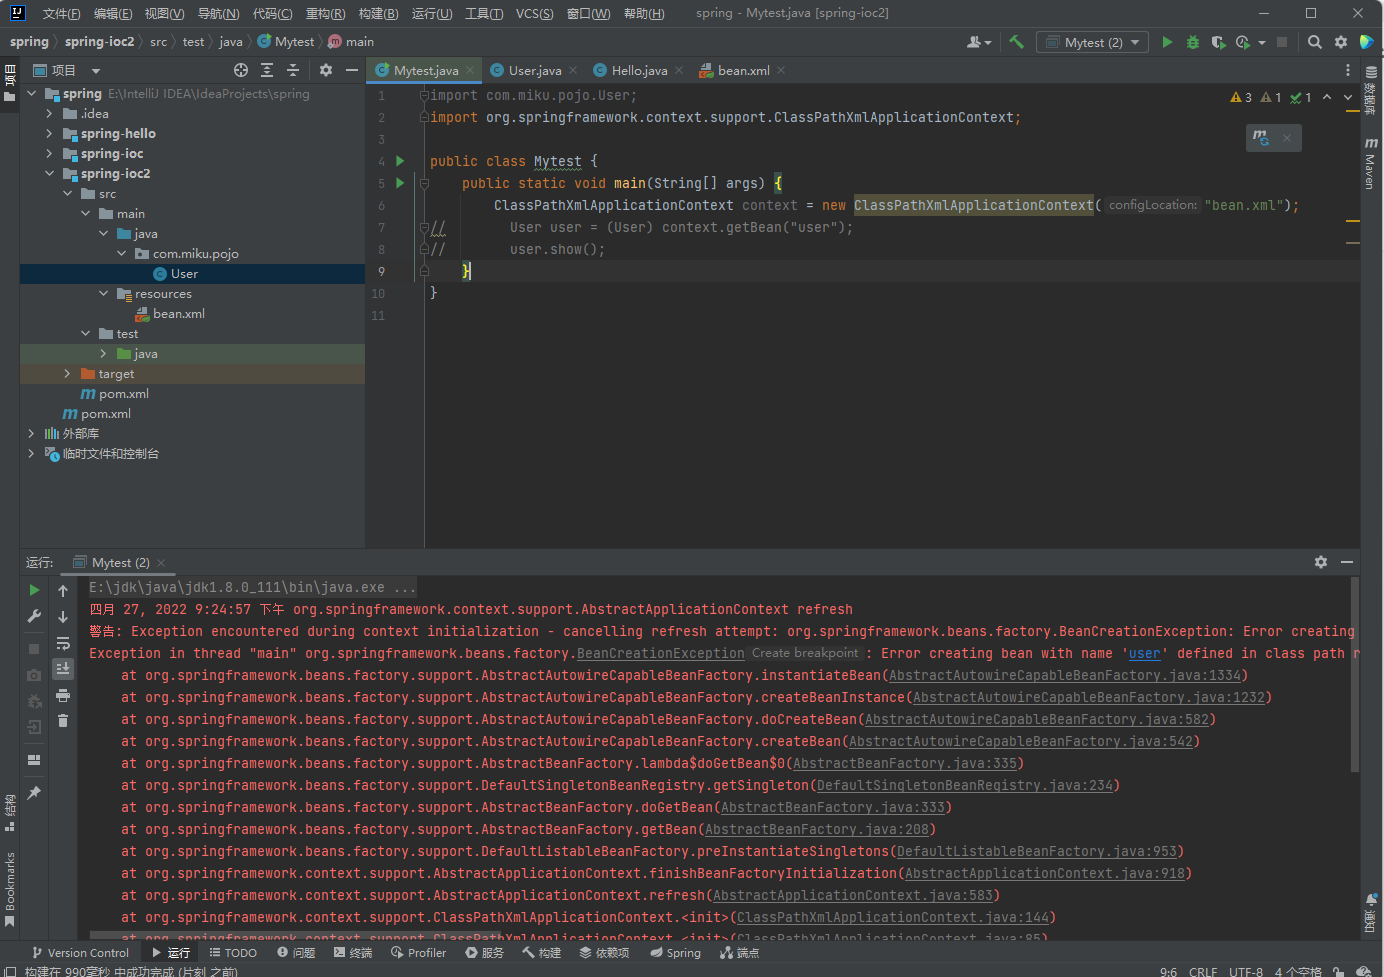 文件(F) 编辑(E) 视图(V) 导航(N) 代码(C) 重构(R) 构建(B) 运行(U) 工具(T) VCS(S) 窗口(W) 帮助(H) spring - Mytest.java [spring-ioc2]
spring spring-ioc2 src test java Mytest main Mytest (2)
项目
项目
Mytest.java User.java Hello.java bean.xml
spring E:\IntelliJ IDEA\IdeaProjects\spring
.idea
spring-hello
spring-ioc
spring-ioc2
src
main
java
com.miku.pojo
User
resources
bean.xml
test
java
target
pom.xml
pom.xml
外部库
临时文件和控制台
3 1 1
1 import com.miku.pojo.User;
2 import org.springframework.context.support.ClassPathXmlApplicationContext;
3
4 public class Mytest {
5 public static void main(String[] args) {
6 ClassPathXmlApplicationContext context = new ClassPathXmlApplicationContext( configLocation: "bean.xml");
7 // User user = (User) context.getBean("user");
8 // user.show();
9 }
10 }
11
数据库
Maven
通知
运行: Mytest (2)
E:\jdk\java\jdk1.8.0_111\bin\java.exe ...
四月 27, 2022 9:24:57 下午 org.springframework.context.support.AbstractApplicationContext refresh
警告: Exception encountered during context initialization - cancelling refresh attempt: org.springframework.beans.factory.BeanCreationException: Error creating
Exception in thread "main" org.springframework.beans.factory.BeanCreationException Create breakpoint : Error creating bean with name 'user' defined in class path r
at org.springframework.beans.factory.support.AbstractAutowireCapableBeanFactory.instantiateBean(AbstractAutowireCapableBeanFactory.java:1334)
at org.springframework.beans.factory.support.AbstractAutowireCapableBeanFactory.createBeanInstance(AbstractAutowireCapableBeanFactory.java:1232)
at org.springframework.beans.factory.support.AbstractAutowireCapableBeanFactory.doCreateBean(AbstractAutowireCapableBeanFactory.java:582)
at org.springframework.beans.factory.support.AbstractAutowireCapableBeanFactory.createBean(AbstractAutowireCapableBeanFactory.java:542)
at org.springframework.beans.factory.support.AbstractBeanFactory.lambda$doGetBean$0(AbstractBeanFactory.java:335)
at org.springframework.beans.factory.support.DefaultSingletonBeanRegistry.getSingleton(DefaultSingletonBeanRegistry.java:234)
at org.springframework.beans.factory.support.AbstractBeanFactory.doGetBean(AbstractBeanFactory.java:333)
at org.springframework.beans.factory.support.AbstractBeanFactory.getBean(AbstractBeanFactory.java:208)
at org.springframework.beans.factory.support.DefaultListableBeanFactory.preInstantiateSingletons(DefaultListableBeanFactory.java:953)
at org.springframework.context.support.AbstractApplicationContext.finishBeanFactoryInitialization(AbstractApplicationContext.java:918)
at org.springframework.context.support.AbstractApplicationContext.refresh(AbstractApplicationContext.java:583)
at org.springframework.context.support.ClassPathXmlApplicationContext.<init>(ClassPathXmlApplicationContext.java:144)
at org.springframework.context.support.ClassPathXmlApplicationContext.<init>(ClassPathXmlApplicationContext.java:85)
结构
Bookmarks
Version Control 运行 TODO 问题 终端 Profiler 服务 构建 依赖项 Spring 端点
构建在 990毫秒 中成功完成 (片刻 之前) 9:6 CRLF UTF-8 4 个空格